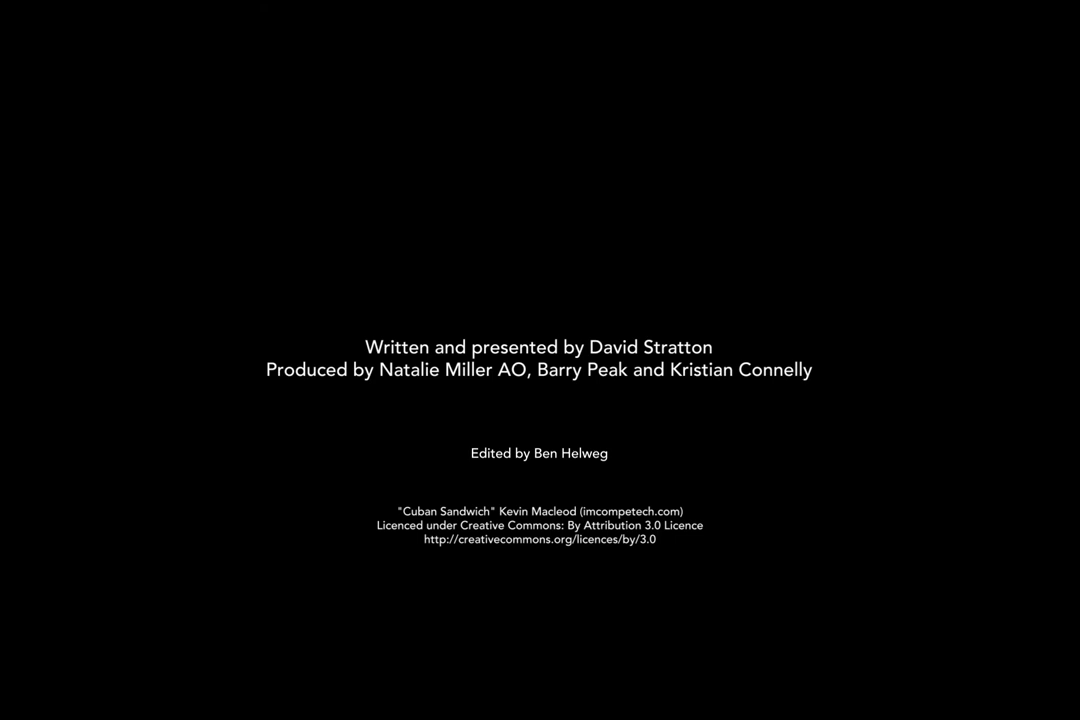 Written and presented by David Stratton
Produced by Natalie Miller AO, Barry Peak and Kristian Connelly
Edited by Ben Helweg
"Cuban Sandwich" Kevin Macleod (imcompetech.com)
Licenced under Creative Commons: By Attribution 3.0 Licence
http://creativecommons.org/licences/by/3.0